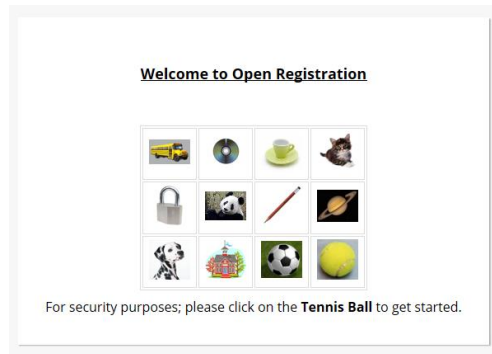 Welcome to Open Registration
For security purposes; please click on the Tennis Ball to get started.